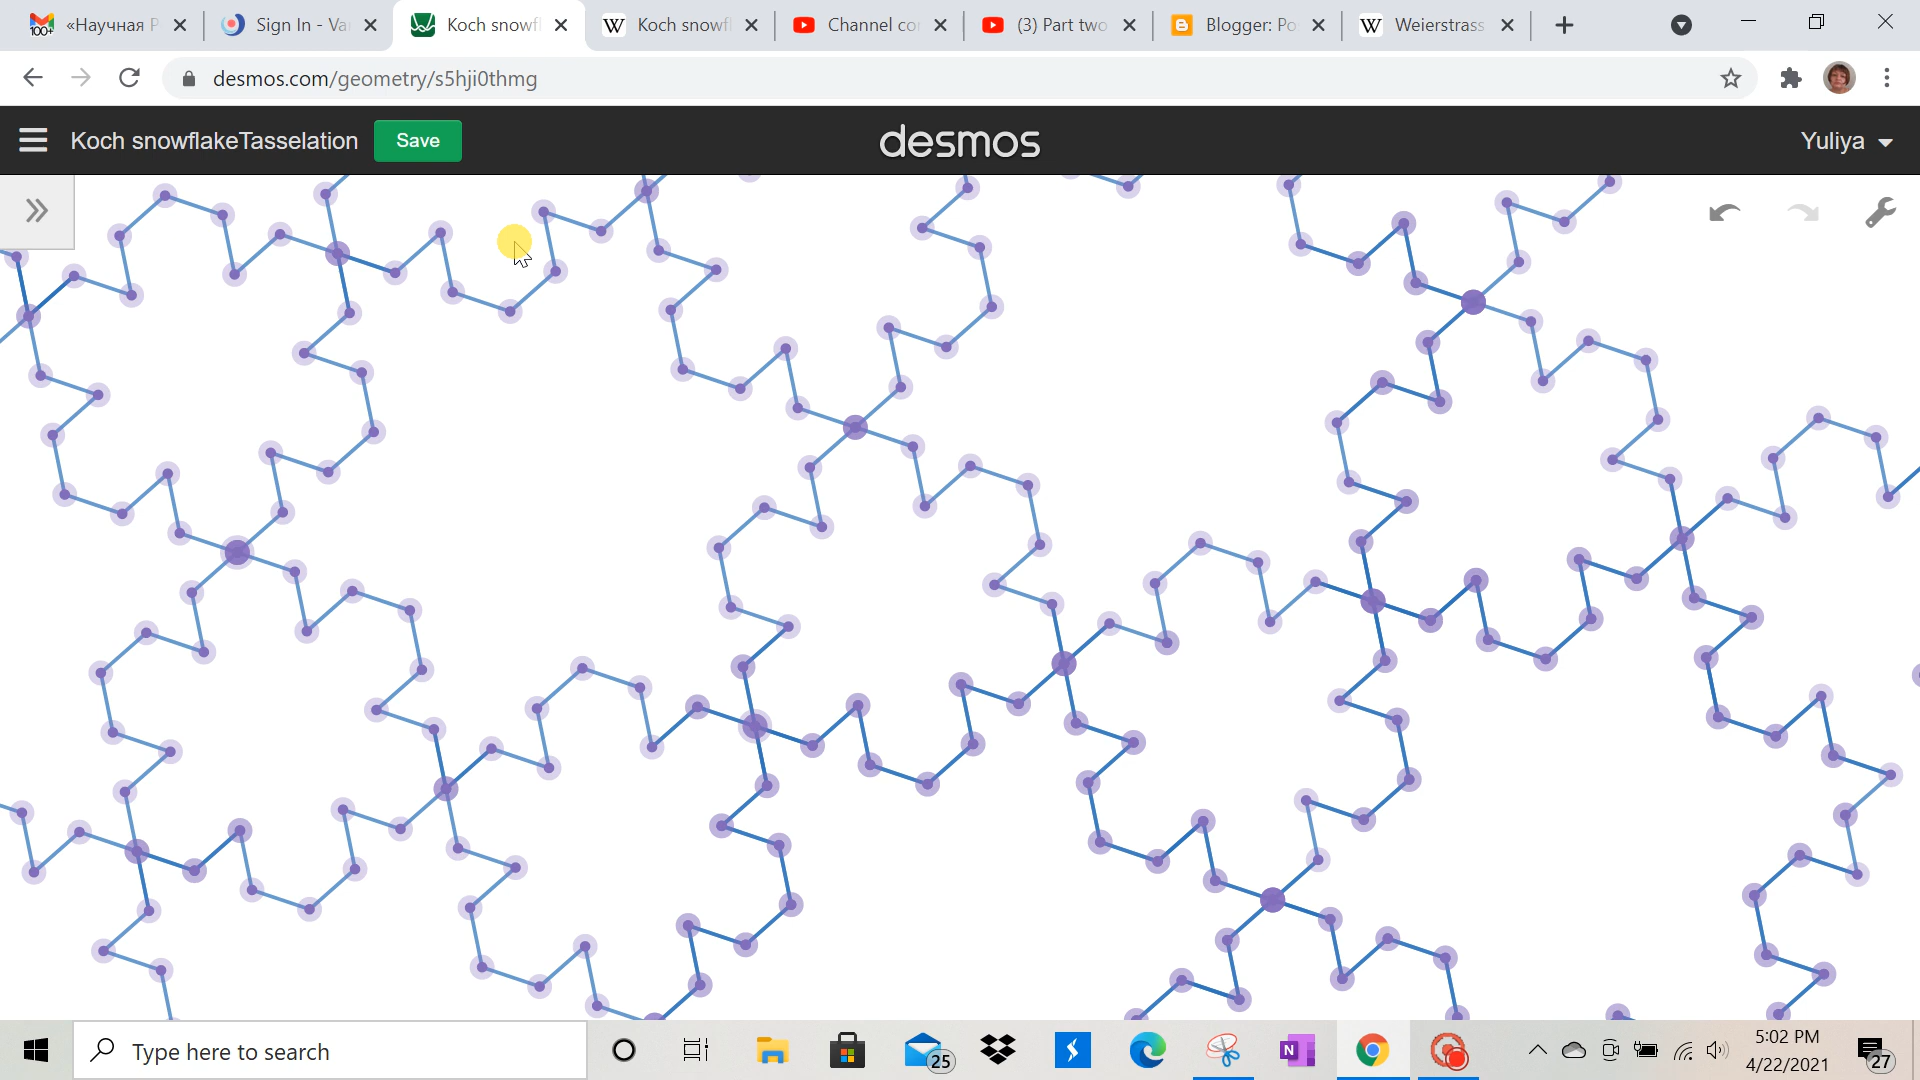 «Научная Р
Sign In - Va
Koch snowfl
Koch snowfl
Channel co
(3) Part two
Blogger: Po
Weierstrass
desmos.com/geometry/s5hji0thmg
Koch snowflakeTasselation
Save
desmos
Yuliya
Type here to search
25
5:02 PM
4/22/2021
27